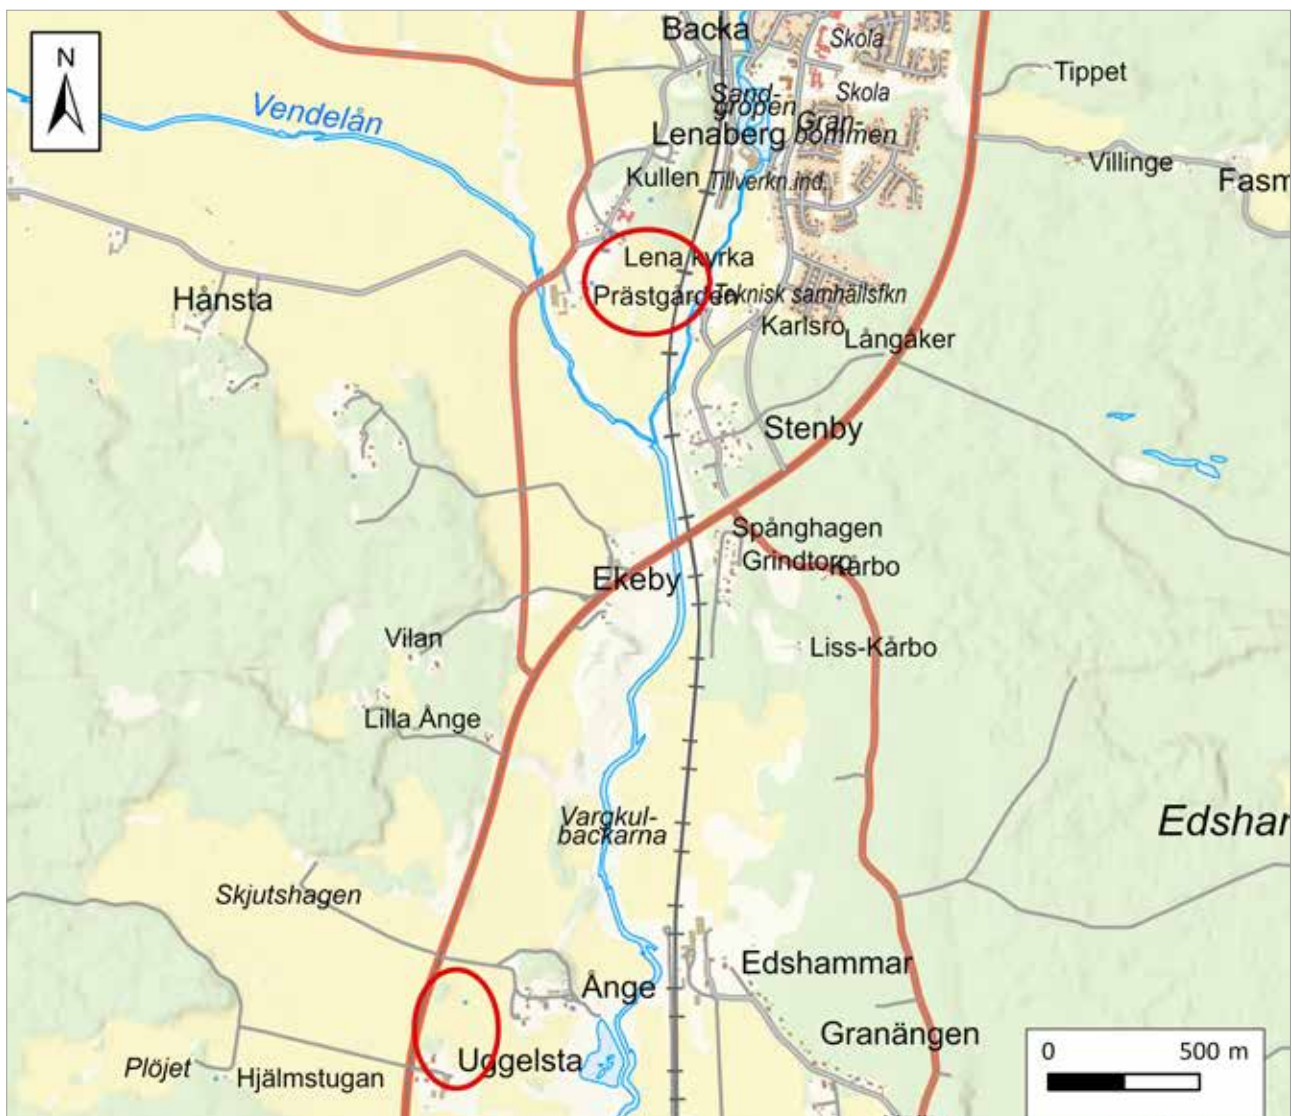 Backa
Skola
N
Tippet
Sand-
gropen
Skola
Vendelån
Gran-
bommen
Lenaberg
Villinge
Kullen
Tillverkn.ind.
Fasm
Lena kyrka
Hånsta
Prästgården
Teknisk samhällsfkn
Karlsro
Långåker
Stenby
Spånghagen
Grindtorp
Kårbo
Ekeby
Vilan
Liss-Kårbo
Lilla Ånge
Vargkul-
backarna
Edshar
Skjutshagen
Edshammar
Ånge
Granängen
Uggelsta
Plöjet
Hjälmstugan
0 500 m